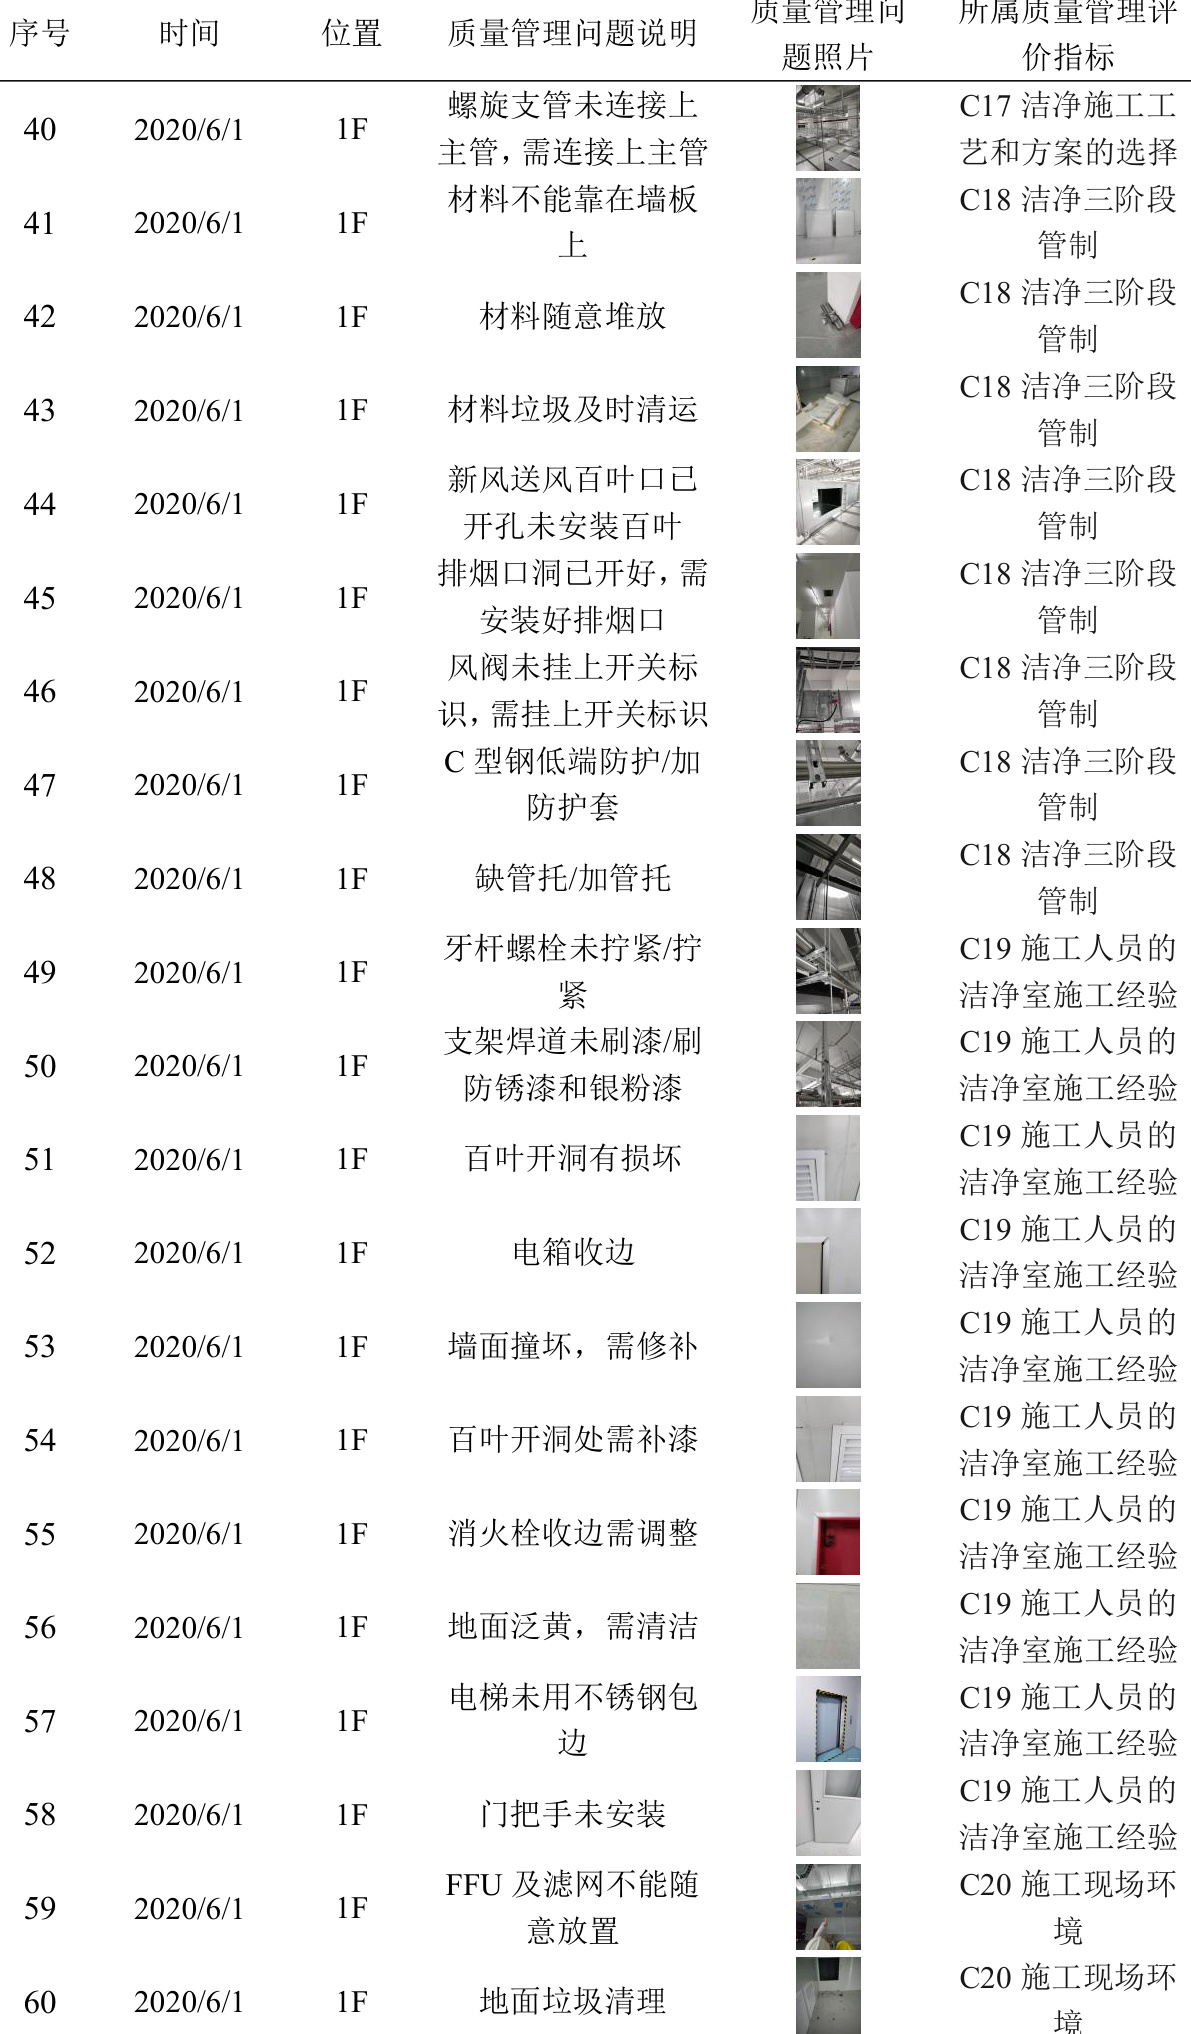 序号 时间 位置 质量管理问题说明 质量管理问 所属质量管理评
题照片 价指标
40 2020/6/1 1F 螺旋支管未连接上 C17 洁净施工工
主管，需连接上主管 艺和方案的选择
41 2020/6/1 1F 材料不能靠在墙板 C18 洁净三阶段
上 管制
42 2020/6/1 1F 材料随意堆放 C18 洁净三阶段
管制
43 2020/6/1 1F 材料垃圾及时清运 C18 洁净三阶段
管制
44 2020/6/1 1F 新风送风百叶口已 C18 洁净三阶段
开孔未安装百叶 管制
45 2020/6/1 1F 排烟口洞已开好，需 C18 洁净三阶段
安装好排烟口 管制
46 2020/6/1 1F 风阀未挂上开关标 C18 洁净三阶段
识，需挂上开关标识 管制
47 2020/6/1 1F C 型钢低端防护/加 C18 洁净三阶段
防护套 管制
48 2020/6/1 1F 缺管托/加管托 C18 洁净三阶段
管制
49 2020/6/1 1F 牙杆螺栓未拧紧/拧 C19 施工人员的
紧 洁净室施工经验
50 2020/6/1 1F 支架焊道未刷漆/刷 C19 施工人员的
防锈漆和银粉漆 洁净室施工经验
51 2020/6/1 1F 百叶开洞有损坏 C19 施工人员的
洁净室施工经验
52 2020/6/1 1F 电箱收边 C19 施工人员的
洁净室施工经验
53 2020/6/1 1F 墙面撞坏，需修补 C19 施工人员的
洁净室施工经验
54 2020/6/1 1F 百叶开洞处需补漆 C19 施工人员的
洁净室施工经验
55 2020/6/1 1F 消火栓收边需调整 C19 施工人员的
洁净室施工经验
56 2020/6/1 1F 地面泛黄，需清洁 C19 施工人员的
洁净室施工经验
57 2020/6/1 1F 电梯未用不锈钢包 C19 施工人员的
边 洁净室施工经验
58 2020/6/1 1F 门把手未安装 C19 施工人员的
洁净室施工经验
59 2020/6/1 1F FFU 及滤网不能随 C20 施工现场环
意放置 境
60 2020/6/1 1F 地面垃圾清理 C20 施工现场环
境